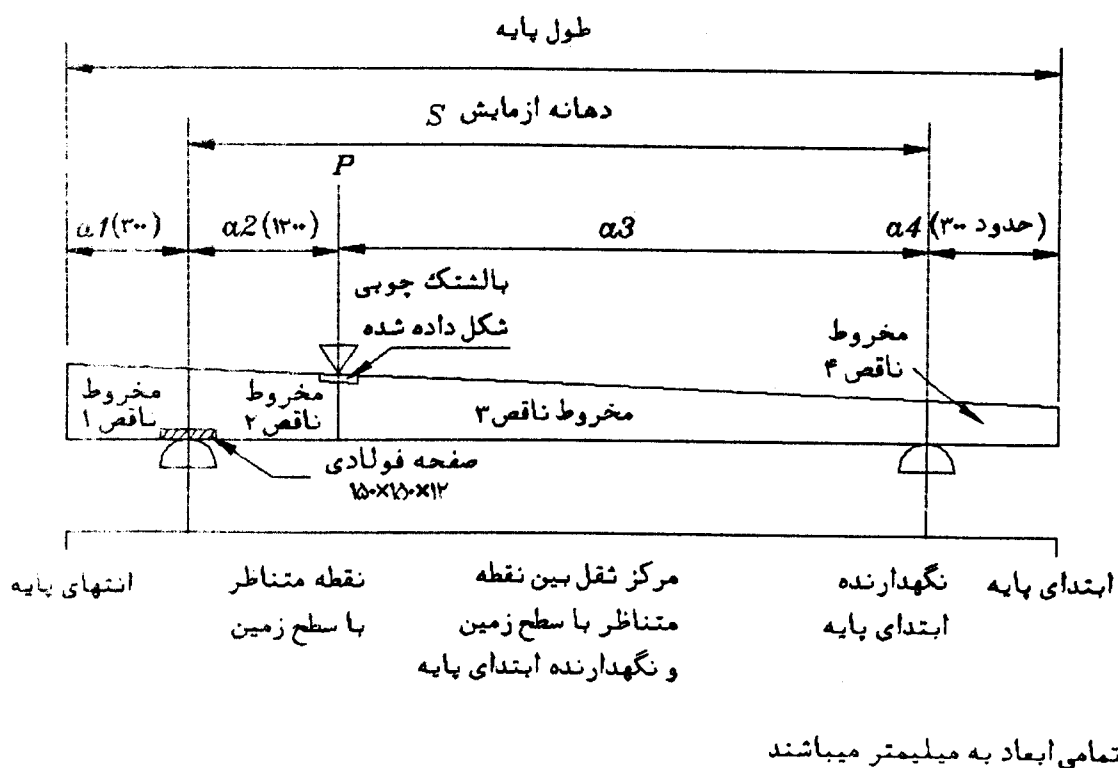 طول پایه
دهانه ازمایش S
P
a1(۳۰۰)
a2(۱۲۰۰)
a3
a4(حدود ۳۰۰)
بالشتک چوبی
شکل داده شده
مخروط
ناقص ۴
مخروط
ناقص ۱
مخروط
ناقص ۲
مخروط ناقص ۳
صفحه فولادی
۱۵۰×۱۵۰×۱۲
انتهای پایه
نقطه متناظر
با سطح زمین
مرکز ثقل بین نقطه
متناظر با سطح زمین
و نگهدارنده ابتدای پایه
نگهدارنده
ابتدای پایه
ابتدای پایه
تمامی ابعاد به میلیمتر میباشند